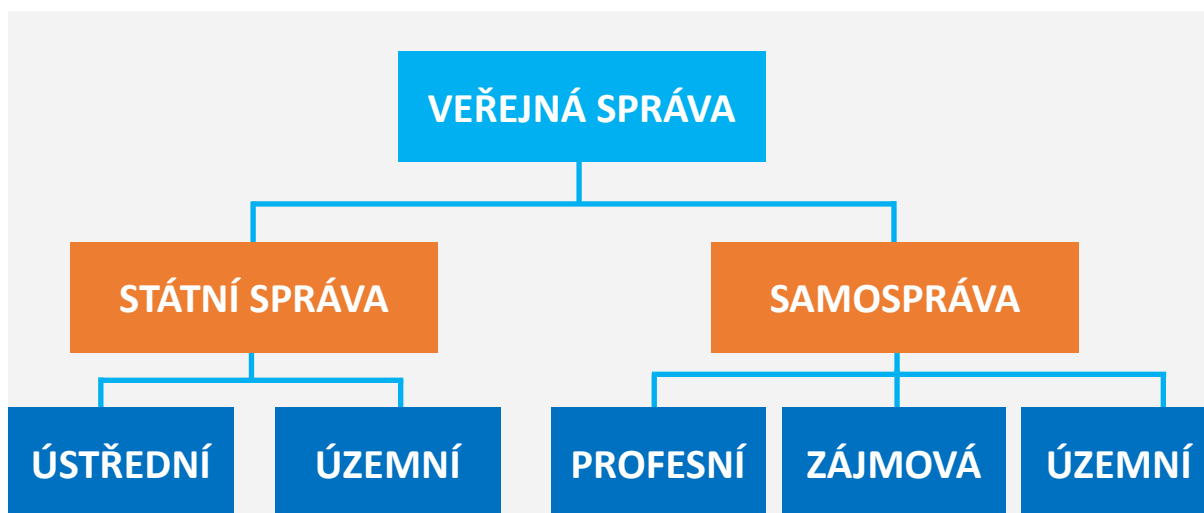 VEŘEJNÁ SPRÁVA
STÁTNÍ SPRÁVA
SAMOSPRÁVA
ÚSTŘEDNÍ
ÚZEMNÍ
PROFESNÍ
ZÁJMOVÁ
ÚZEMNÍ